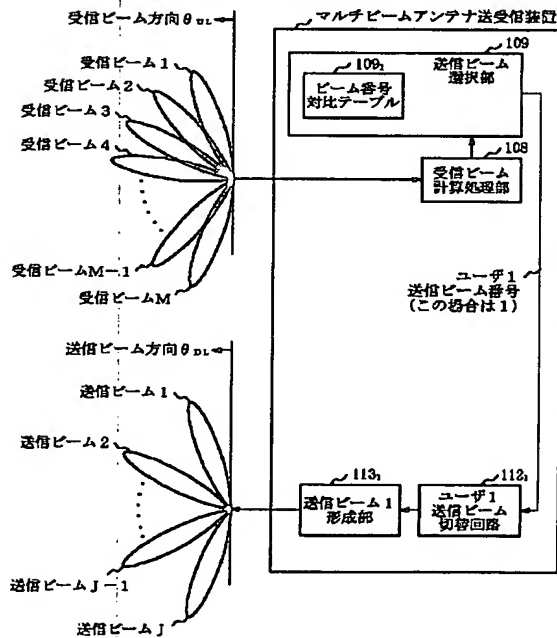 受信ビーム方向θUL
受信ビーム1
受信ビーム2
受信ビーム3
受信ビーム4
受信ビームM-1
受信ビームM
送信ビーム方向θDL
送信ビーム1
送信ビーム2
送信ビームJ-1
送信ビームJ
マルチビームアンテナ送受信装置
109
送信ビーム
選択部
1092
ビーム番号
対比テーブル
108
受信ビーム
計算処理部
ユーザ1
送信ビーム番号
(この場合は1)
1131
送信ビーム1
形成部
1121
ユーザ1
送信ビーム
切替回路